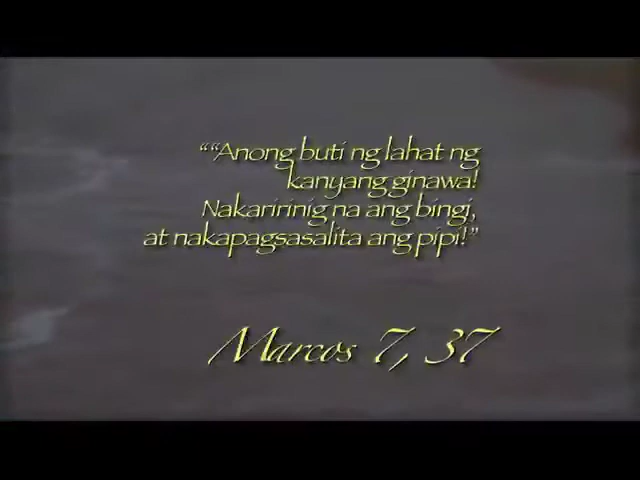 ““Anong buti ng lahat ng
kanyang ginawa!
Nakaririnig na ang bingi,
at nakapagsasalita ang pipi!”
Marcos 7, 37